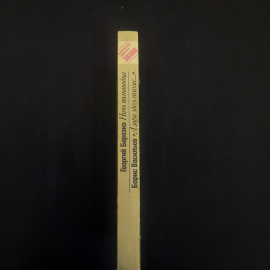 Георгий Березко Ночь полководца
Борис Васильев «А зори здесь тихие...»